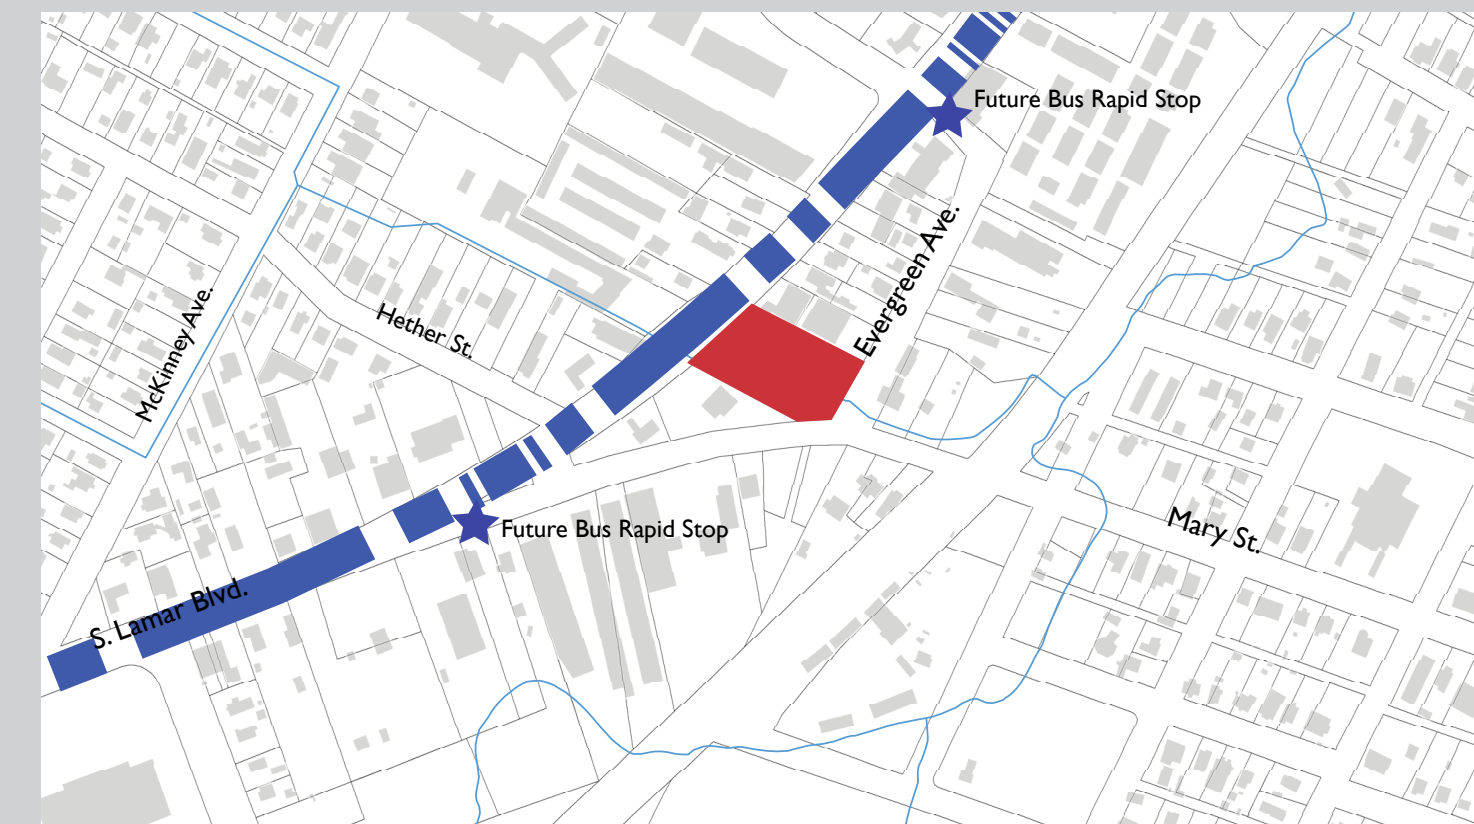 Future Bus Rapid Stop
Evergreen Ave.
McKinney Ave.
Hether St.
Future Bus Rapid Stop
Mary St.
S. Lamar Blvd.